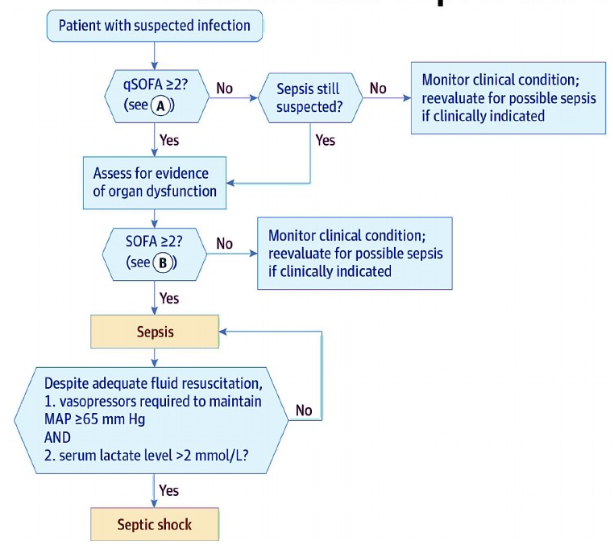 Patient with suspected infection
qSOFA ≥2?
(see A)
No
Sepsis still
suspected?
No
Monitor clinical condition;
reevaluate for possible sepsis
if clinically indicated
Yes
Yes
Assess for evidence
of organ dysfunction
SOFA ≥2?
(see B)
No
Monitor clinical condition;
reevaluate for possible sepsis
if clinically indicated
Yes
Sepsis
Despite adequate fluid resuscitation,
1. vasopressors required to maintain
MAP ≥65 mm Hg
AND
2. serum lactate level >2 mmol/L?
No
Yes
Septic shock